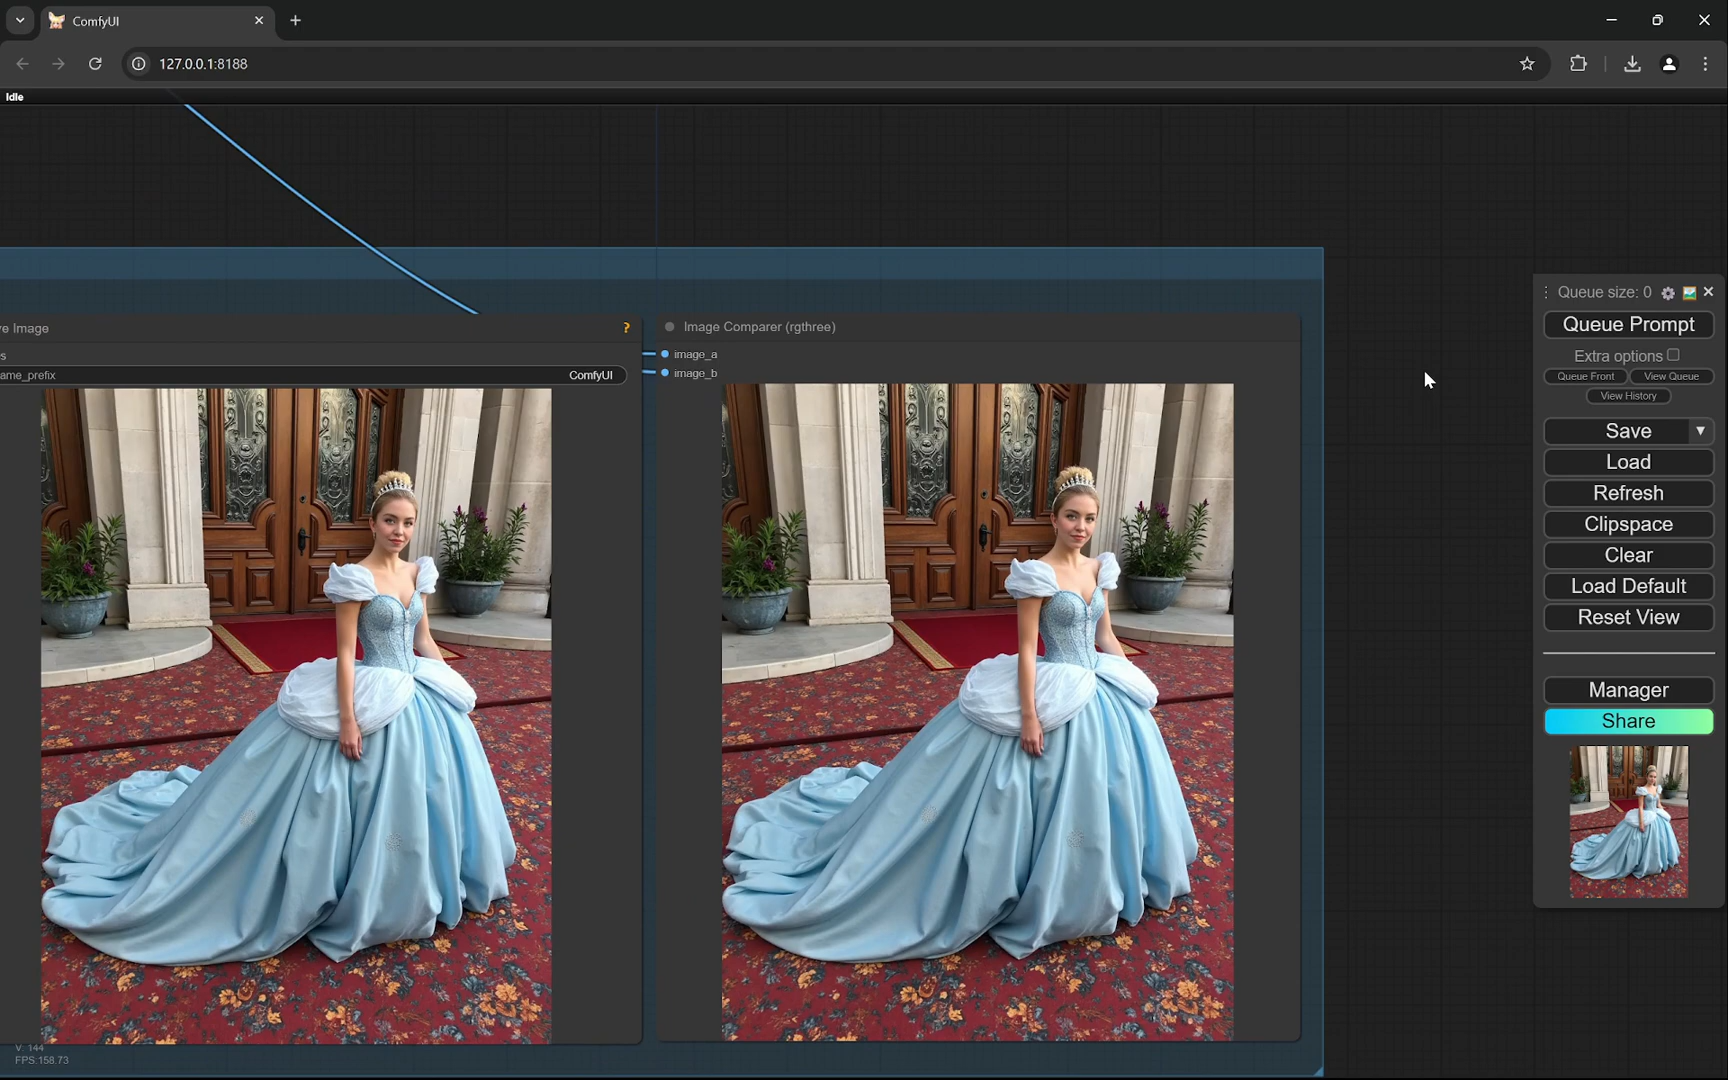 ComfyUI
127.0.0.1:8188
Idle
ve Image
?
Image Comparer (rgthree)
s
image_a
ame_prefix
ComfyUI
image_b
Queue size: 0
Queue Prompt
Extra options
Queue Front
View Queue
View History
Save
Load
Refresh
Clipspace
Clear
Load Default
Reset View
Manager
Share
V: 144
FPS:158.73